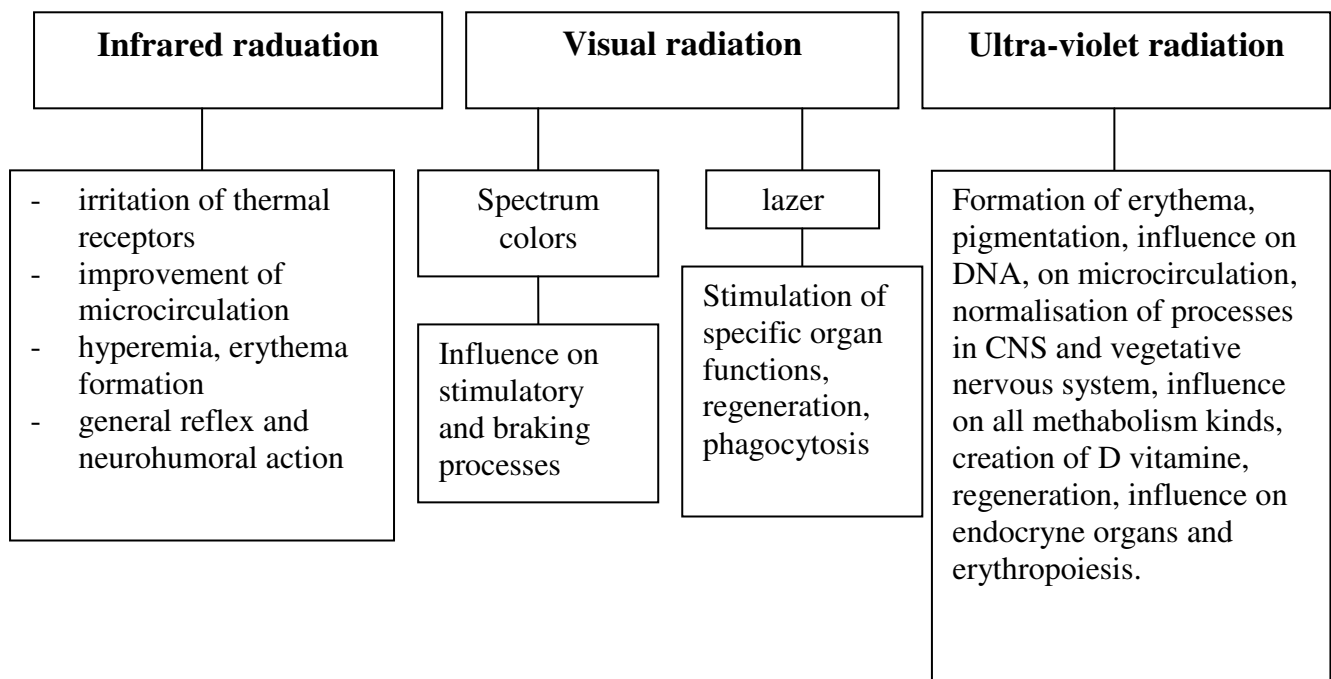 Infrared raduation
Visual radiation
Ultra-violet radiation
- irritation of thermal
receptors
- improvement of
microcirculation
- hyperemia, erythema
formation
- general reflex and
neurohumoral action
Spectrum
colors
Influence on
stimulatory
and braking
processes
lazer
Stimulation of
specific organ
functions,
regeneration,
phagocytosis
Formation of erythema,
pigmentation, influence on
DNA, on microcirculation,
normalisation of processes
in CNS and vegetative
nervous system, influence
on all methabolism kinds,
creation of D vitamine,
regeneration, influence on
endocryne organs and
erythropoiesis.